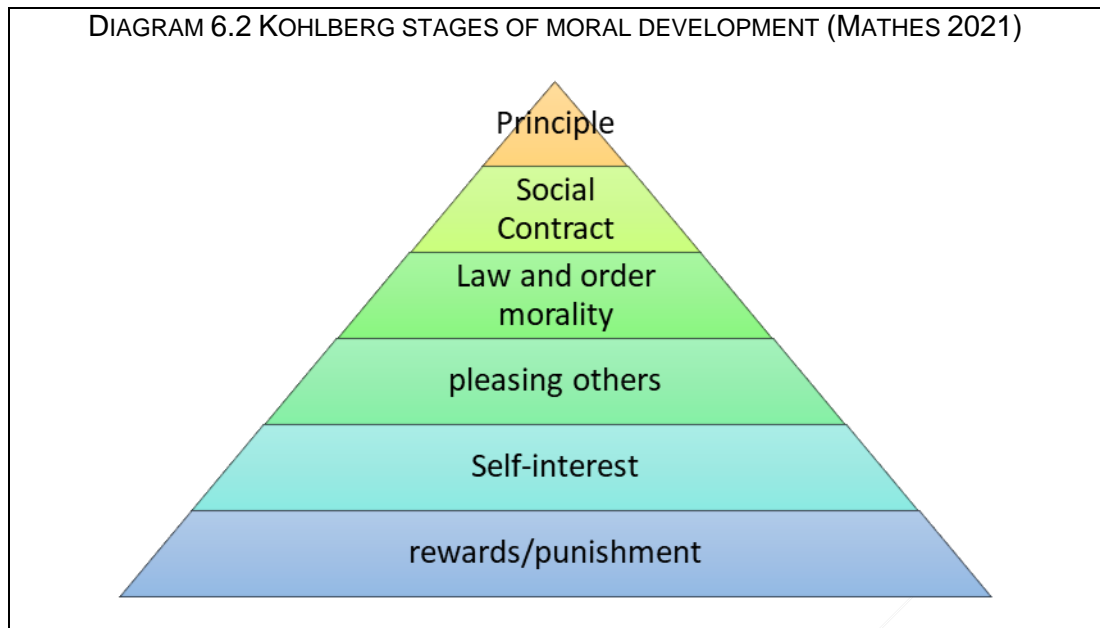 DIAGRAM 6.2 KOHLBERG STAGES OF MORAL DEVELOPMENT (MATHES 2021)
Principle
Social
Contract
Law and order
morality
pleasing others
Self-interest
rewards/punishment